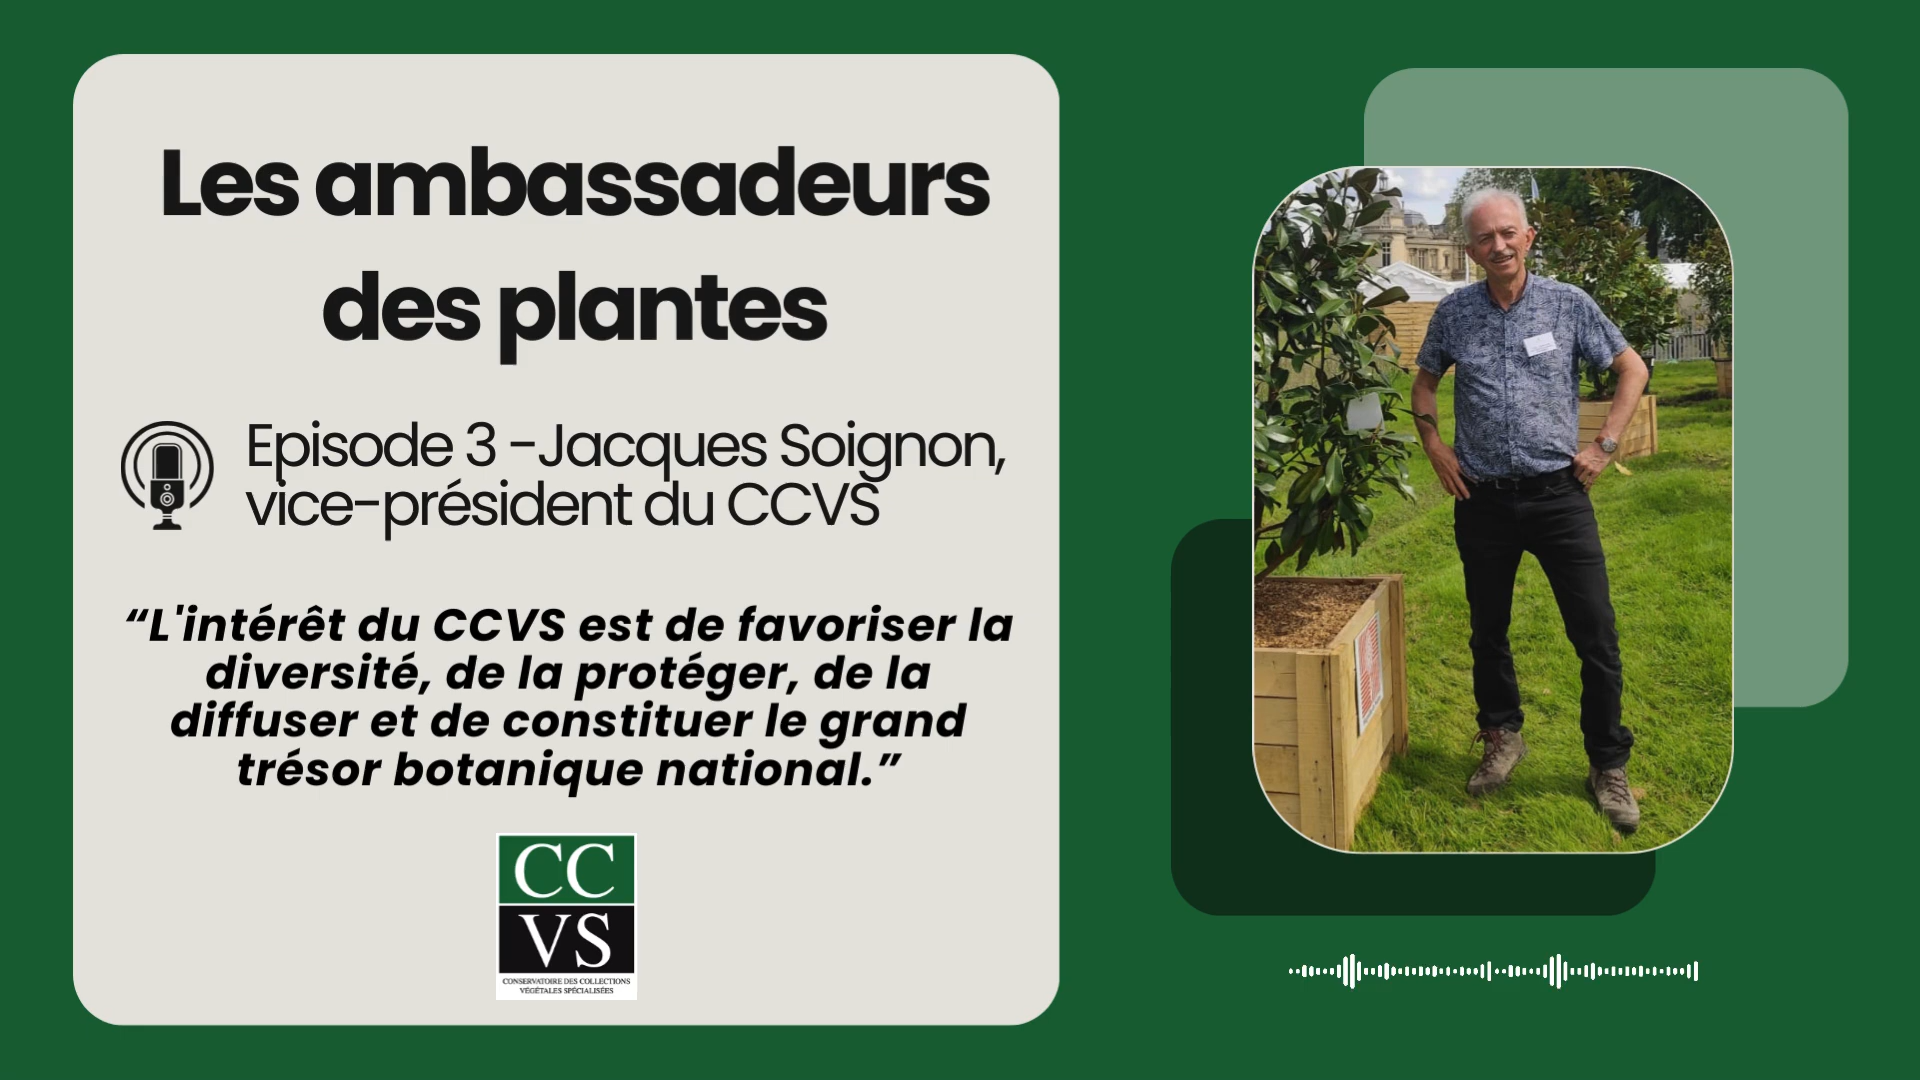 Les ambassadeurs
des plantes
Episode 3 -Jacques Soignon,
vice-président du CCVS
“L'intérêt du CCVS est de favoriser la
diversité, de la protéger, de la
diffuser et de constituer le grand
trésor botanique national.”
CC
VS
CONSERVATOIRE DES COLLECTIONS
VÉGÉTALES SPÉCIALISÉES